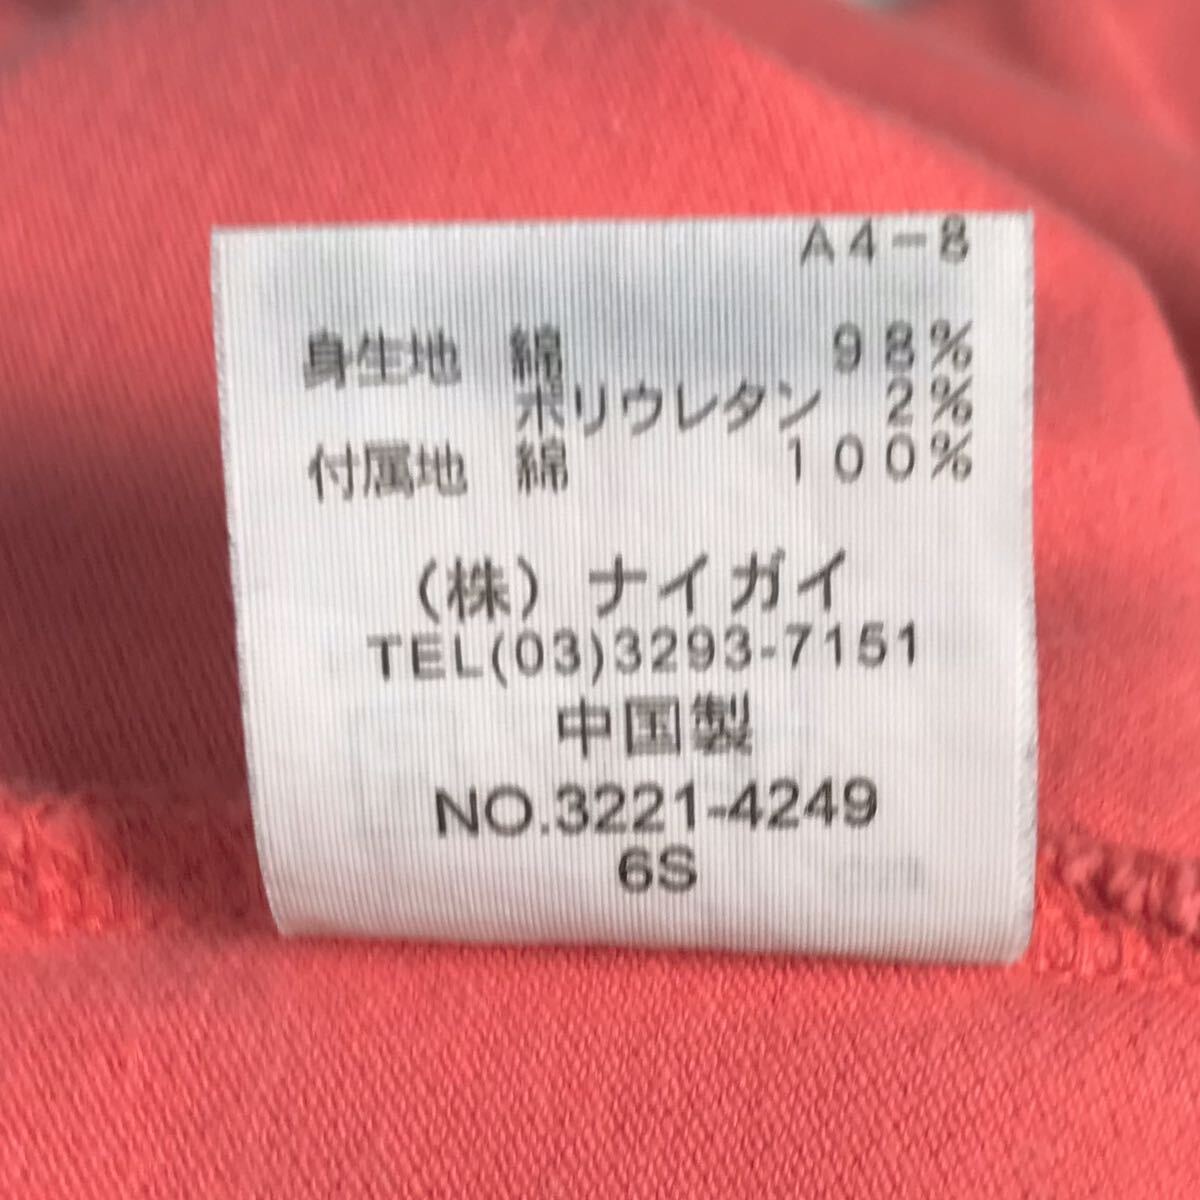 A4-8
身生地 綿 98%
ポリウレタン 2%
付属地 綿 100%
（株）ナイガイ
TEL(03)3293-7151
中国製
NO.3221-4249
6S